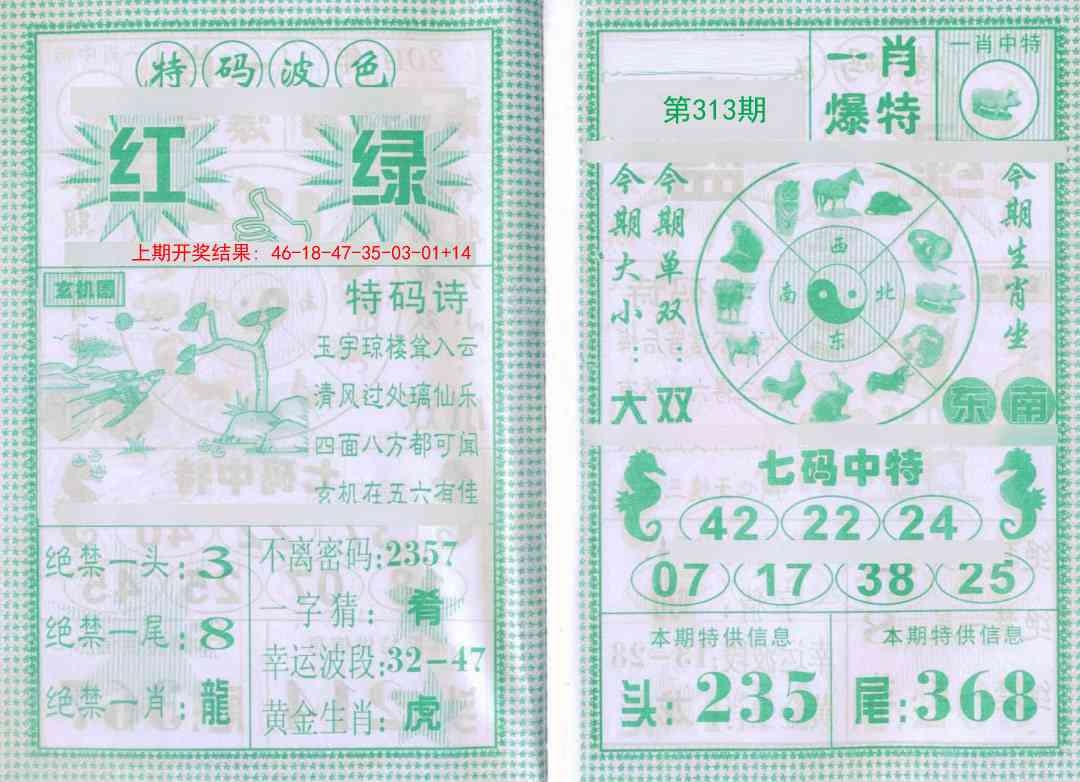 特码波色
红 绿
上期开奖结果: 46-18-47-35-03-01+14
玄机图
特码诗
玉宇琼楼耸入云
清风过处璃仙乐
四面八方都可闻
玄机在五六有佳
绝禁一头:3
绝禁一尾:8
绝禁一肖:龍
不离密码:2357
一字猜:肴
幸运波段:32-47
黄金生肖:虎
第313期
一肖
爆特
一肖中特
今期大小:大
今期单双:双
西
南 北
东
今期生肖坐
东南
七码中特
42 22 24
07 17 38 25
本期特供信息
头:235
本期特供信息
尾:368